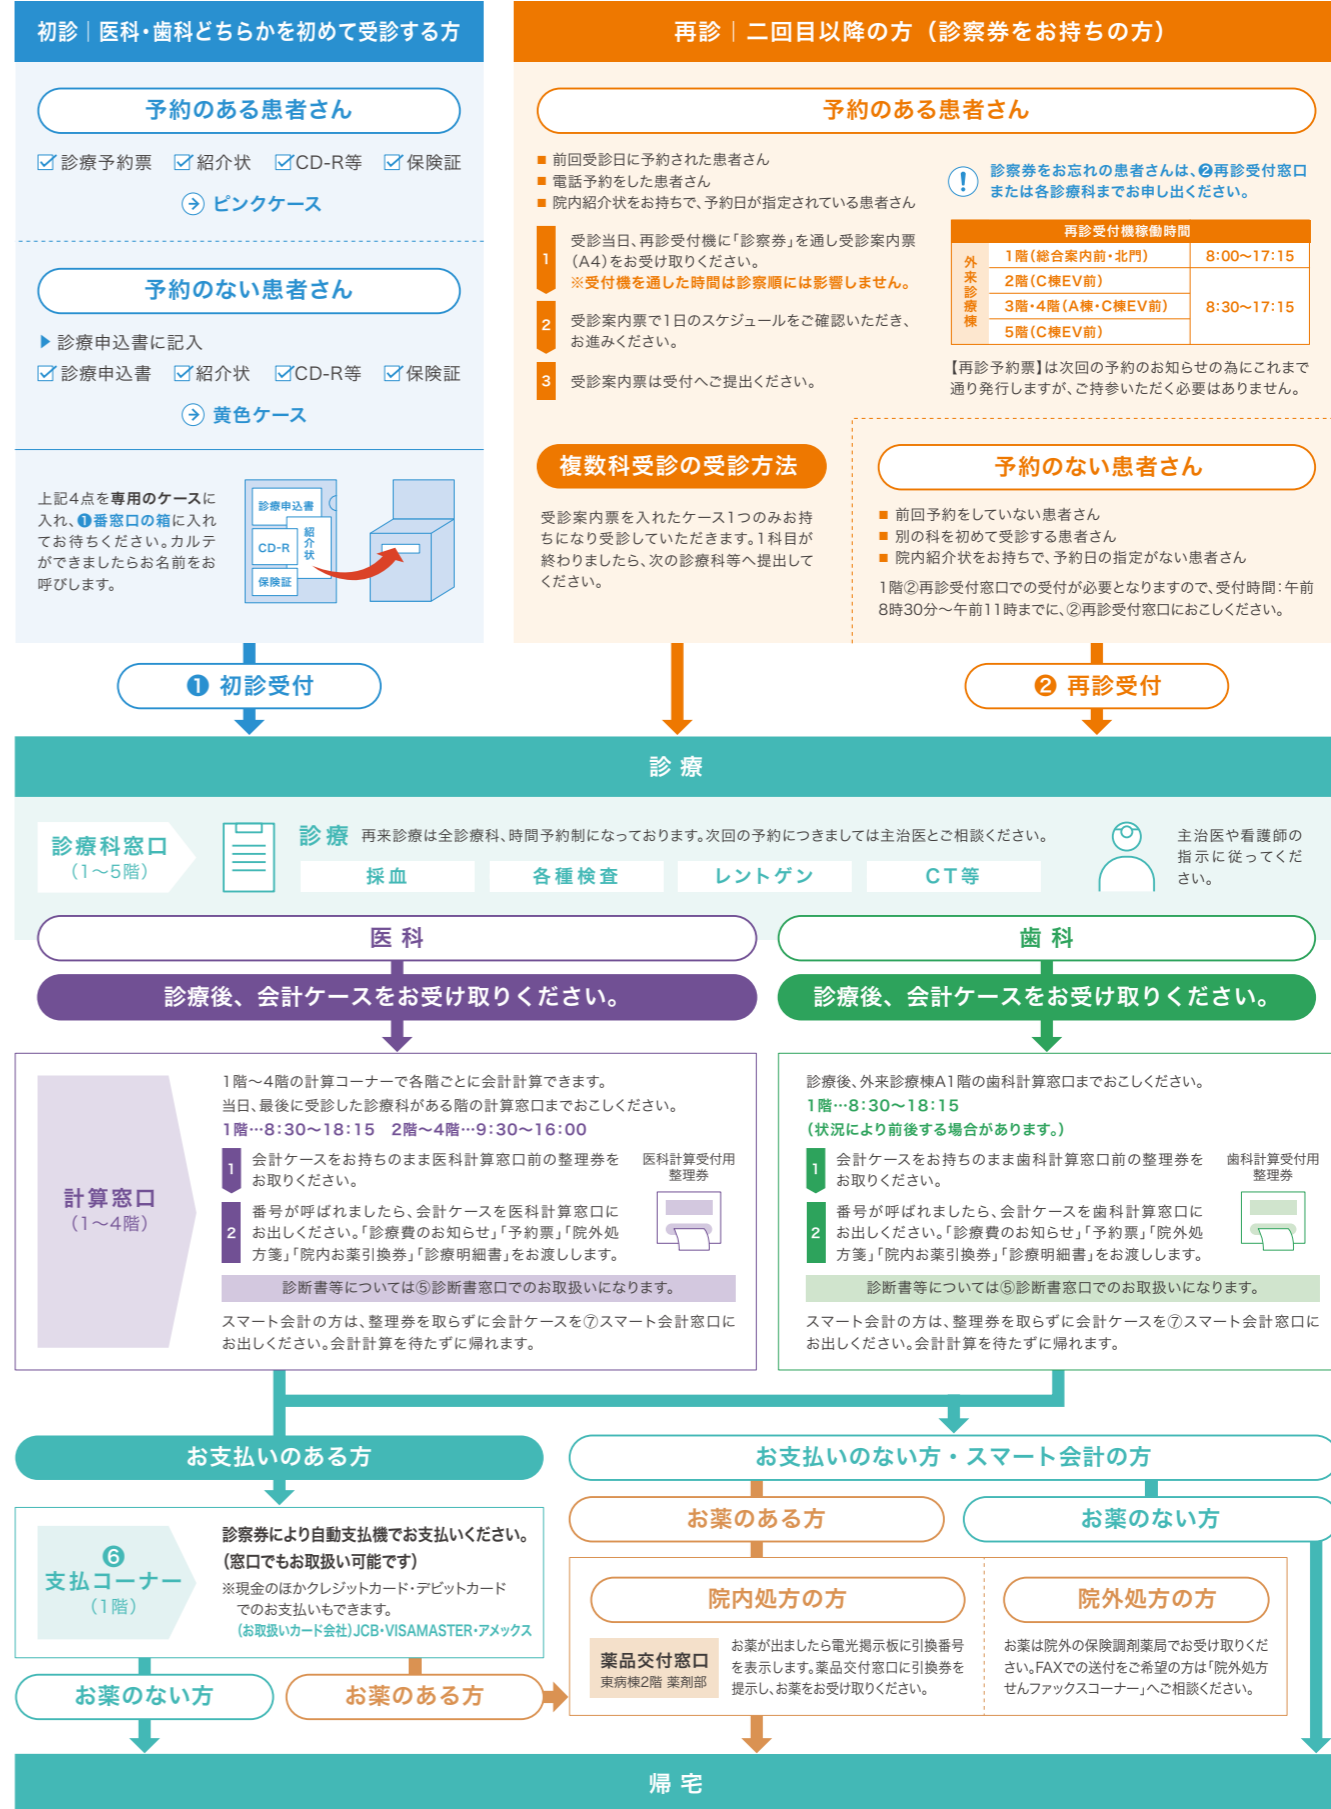 初診｜医科・歯科どちらかを初めて受診する方
予約のある患者さん
診療予約票 紹介状 CD-R等 保険証
ピンクケース
予約のない患者さん
診療申込書に記入
診療申込書 紹介状 CD-R等 保険証
黄色ケース
上記4点を専用のケースに
入れ、❶番窓口の箱に入れ
てお待ちください。カルテ
ができましたらお名前をお
呼びします。
診療申込書
紹介状
CD-R
保険証
再診｜二回目以降の方（診察券をお持ちの方）
予約のある患者さん
■ 前回受診日に予約された患者さん
■ 電話予約をした患者さん
■ 院内紹介状をお持ちで、予約日が指定されている患者さん
1
受診当日、再診受付機に「診察券」を通し受診案内票
（A4）をお受け取りください。
※受付機を通した時間は診察順には影響しません。
2
受診案内票で1日のスケジュールをご確認いただき、
お進みください。
3
受診案内票は受付へご提出ください。
! 診察券をお忘れの患者さんは、❷再診受付窓口
または各診療科までお申し出ください。
再診受付機稼働時間
外来診療棟
1階（総合案内前・北門） 8:00〜17:15
2階（C棟EV前）
3階・4階（A棟・C棟EV前） 8:30〜17:15
5階（C棟EV前）
【再診予約票】は次回の予約のお知らせの為にこれまで
通り発行しますが、ご持参いただく必要はありません。
複数科受診の受診方法
受診案内票を入れたケース1つのみお持
ちになり受診していただきます。1科目が
終わりましたら、次の診療科等へ提出して
ください。
予約のない患者さん
■ 前回予約をしていない患者さん
■ 別の科を初めて受診する患者さん
■ 院内紹介状をお持ちで、予約日の指定がない患者さん
1階②再診受付窓口での受付が必要となりますので、受付時間：午前
8時30分〜午前11時までに、②再診受付窓口におこしください。
❶ 初診受付
❷ 再診受付
診療
診療科窓口
（1〜5階）
診療 再来診療は全診療科、時間予約制になっております。次回の予約につきましては主治医とご相談ください。
採血 各種検査 レントゲン CT等
主治医や看護師の
指示に従ってくだ
さい。
医科
診療後、会計ケースをお受け取りください。
歯科
診療後、会計ケースをお受け取りください。
計算窓口
（1〜4階）
1階〜4階の計算コーナーで各階ごとに会計計算できます。
当日、最後に受診した診療科がある階の計算窓口までおこしください。
1階…8:30〜18:15 2階〜4階…9:30〜16:00
1
会計ケースをお持ちのまま医科計算窓口前の整理券を
お取りください。
2
番号が呼ばれましたら、会計ケースを医科計算窓口に
お出しください。「診療費のお知らせ」「予約票」「院外処
方箋」「院内お薬引換券」「診療明細書」をお渡しします。
医科計算受付用
整理券
診断書等については⑤診断書窓口でのお取扱いになります。
スマート会計の方は、整理券を取らずに会計ケースを⑦スマート会計窓口に
お出しください。会計計算を待たずに帰れます。
診療後、外来診療棟A1階の歯科計算窓口までおこしください。
1階…8:30〜18:15
（状況により前後する場合があります。）
1
会計ケースをお持ちのまま歯科計算窓口前の整理券を
お取りください。
2
番号が呼ばれましたら、会計ケースを歯科計算窓口に
お出しください。「診療費のお知らせ」「予約票」「院外処
方箋」「院内お薬引換券」「診療明細書」をお渡しします。
歯科計算受付用
整理券
診断書等については⑤診断書窓口でのお取扱いになります。
スマート会計の方は、整理券を取らずに会計ケースを⑦スマート会計窓口に
お出しください。会計計算を待たずに帰れます。
お支払いのある方
❻
支払コーナー
（1階）
診察券により自動支払機でお支払いください。
（窓口でもお取扱い可能です）
※現金のほかクレジットカード・デビットカード
でのお支払いもできます。
（お取扱いカード会社）JCB・VISAMASTER・アメックス
お薬のない方
お薬のある方
お支払いのない方・スマート会計の方
お薬のある方
お薬のない方
院内処方の方
薬品交付窓口
東病棟2階 薬剤部
お薬が出ましたら電光掲示板に引換番号
を表示します。薬品交付窓口に引換券を
提示し、お薬をお受け取りください。
院外処方の方
お薬は院外の保険調剤薬局でお受け取りくだ
さい。FAXでの送付をご希望の方は「院外処方
せんファックスコーナー」へご相談ください。
帰宅